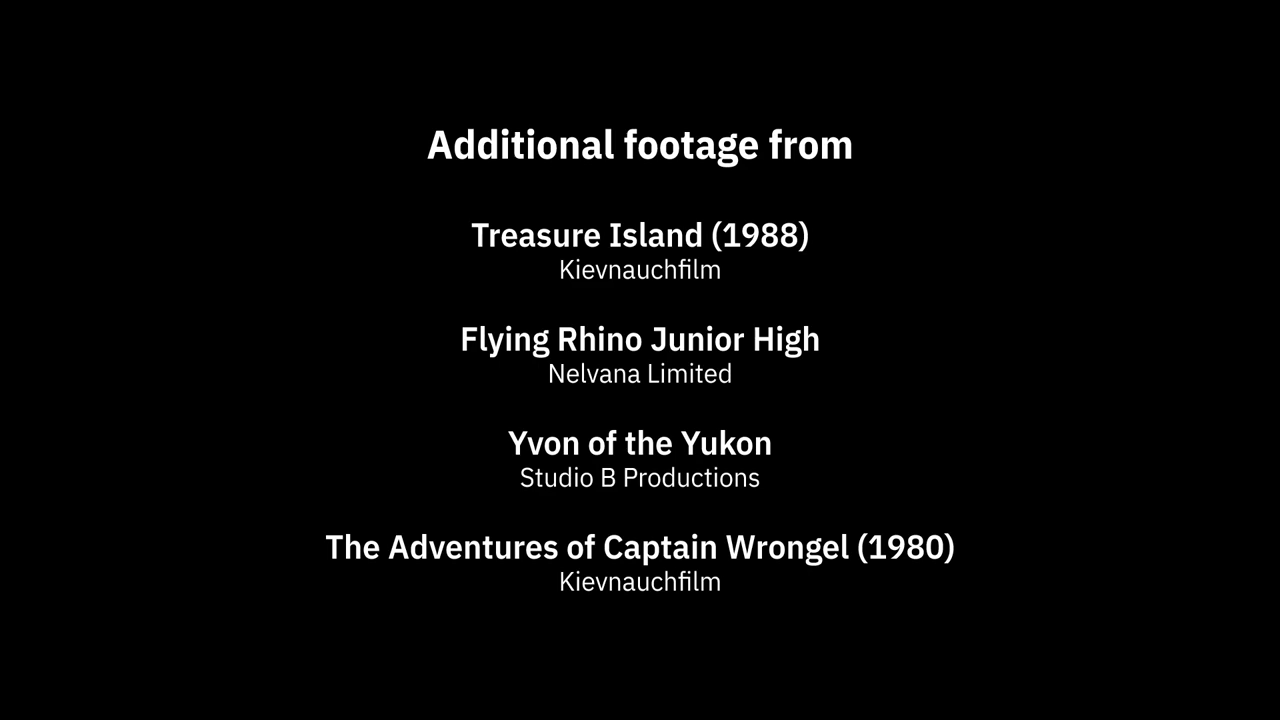 Additional footage from
Treasure Island (1988)
Kievnauchfilm
Flying Rhino Junior High
Nelvana Limited
Yvon of the Yukon
Studio B Productions
The Adventures of Captain Wrongel (1980)
Kievnauchfilm